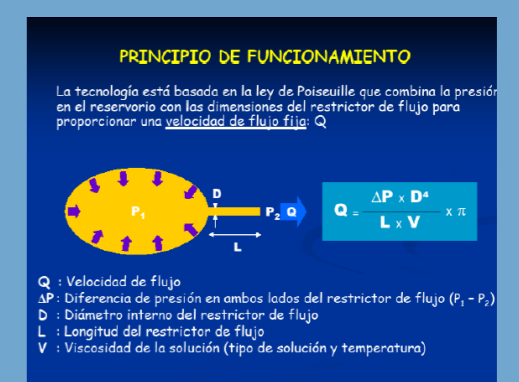 PRINCIPIO DE FUNCIONAMIENTO
La tecnología está basada en la ley de Poiseuille que combina la presión
en el reservorio con las dimensiones del restrictor de flujo para
proporcionar una velocidad de flujo fija: Q
D
P₁
P₂ Q
L
Q = ΔP x D⁴ / L x V x π
Q : Velocidad de flujo
ΔP : Diferencia de presión en ambos lados del restrictor de flujo (P₁ - P₂)
D : Diámetro interno del restrictor de flujo
L : Longitud del restrictor de flujo
V : Viscosidad de la solución (tipo de solución y temperatura)